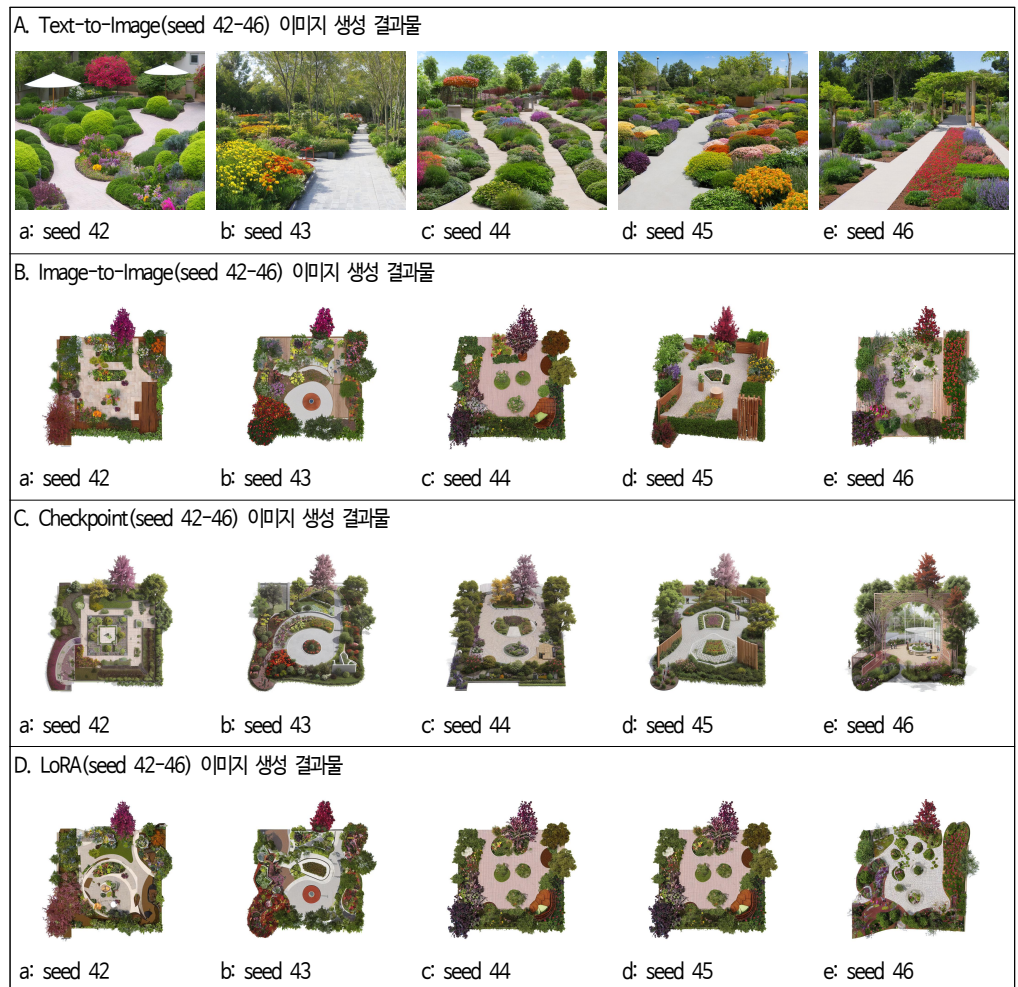 A. Text-to-Image(seed 42-46) 이미지 생성 결과물
a: seed 42 b: seed 43 c: seed 44 d: seed 45 e: seed 46
B. Image-to-Image(seed 42-46) 이미지 생성 결과물
a: seed 42 b: seed 43 c: seed 44 d: seed 45 e: seed 46
C. Checkpoint(seed 42-46) 이미지 생성 결과물
a: seed 42 b: seed 43 c: seed 44 d: seed 45 e: seed 46
D. LoRA(seed 42-46) 이미지 생성 결과물
a: seed 42 b: seed 43 c: seed 44 d: seed 45 e: seed 46